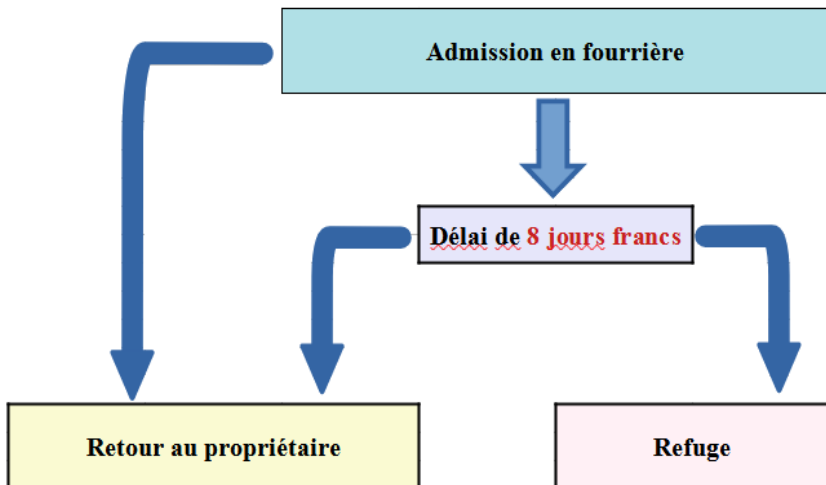 Admission en fourrière
Délai de 8 jours francs
Retour au propriétaire
Refuge